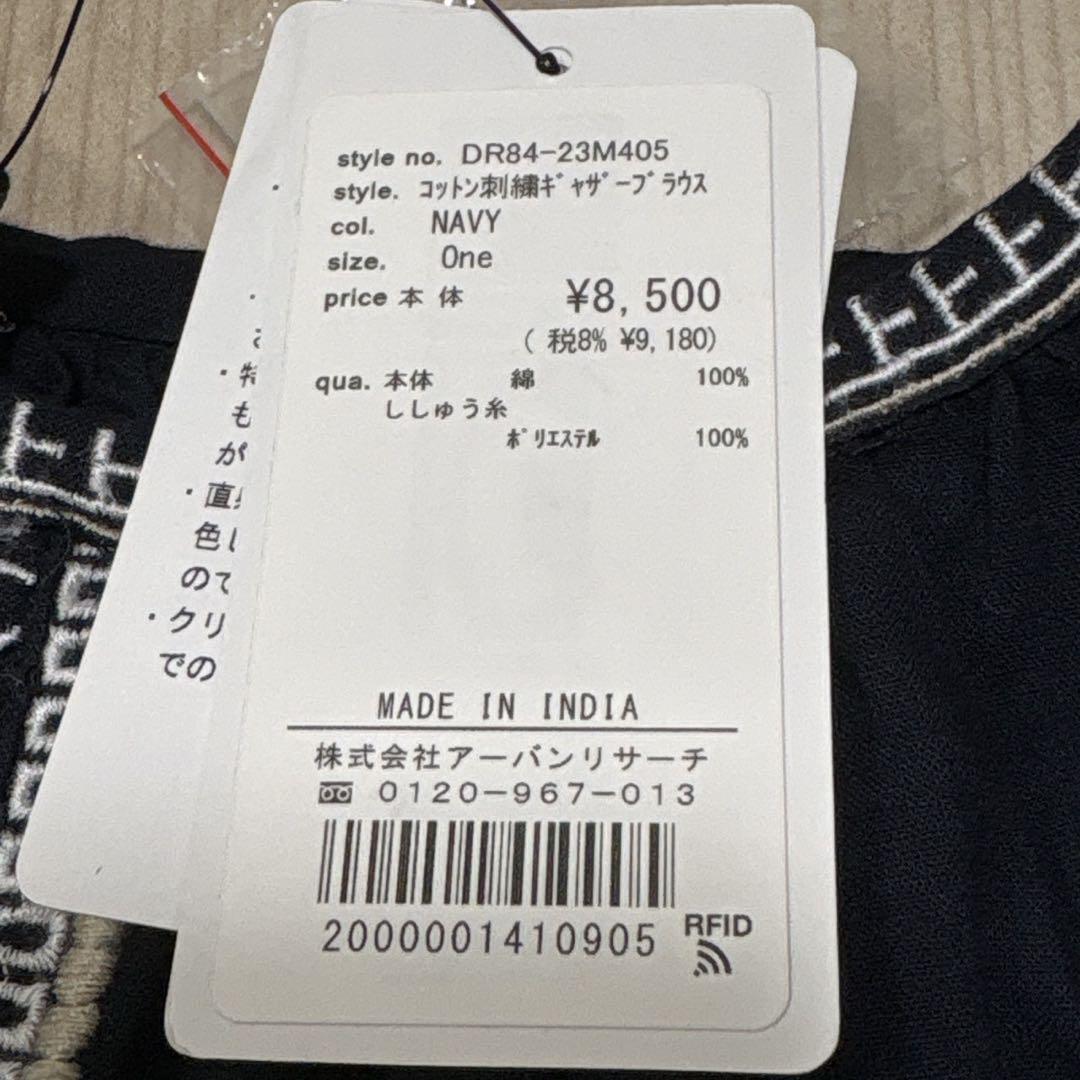 style no. DR84-23M405
style. コットン刺繍ｷﾞｬｻﾞｰﾌﾞﾗｳｽ
col. NAVY
size. One
price 本 体 ¥8,500
( 税8% ¥9,180)
qua. 本体 綿 100%
ししゅう糸
ﾎﾟﾘｴｽﾃﾙ 100%
MADE IN INDIA
株式会社アーバンリサーチ
0120-967-013
2000001410905
RFID
・特
も
が
・直
色し
ので
・クリ
での